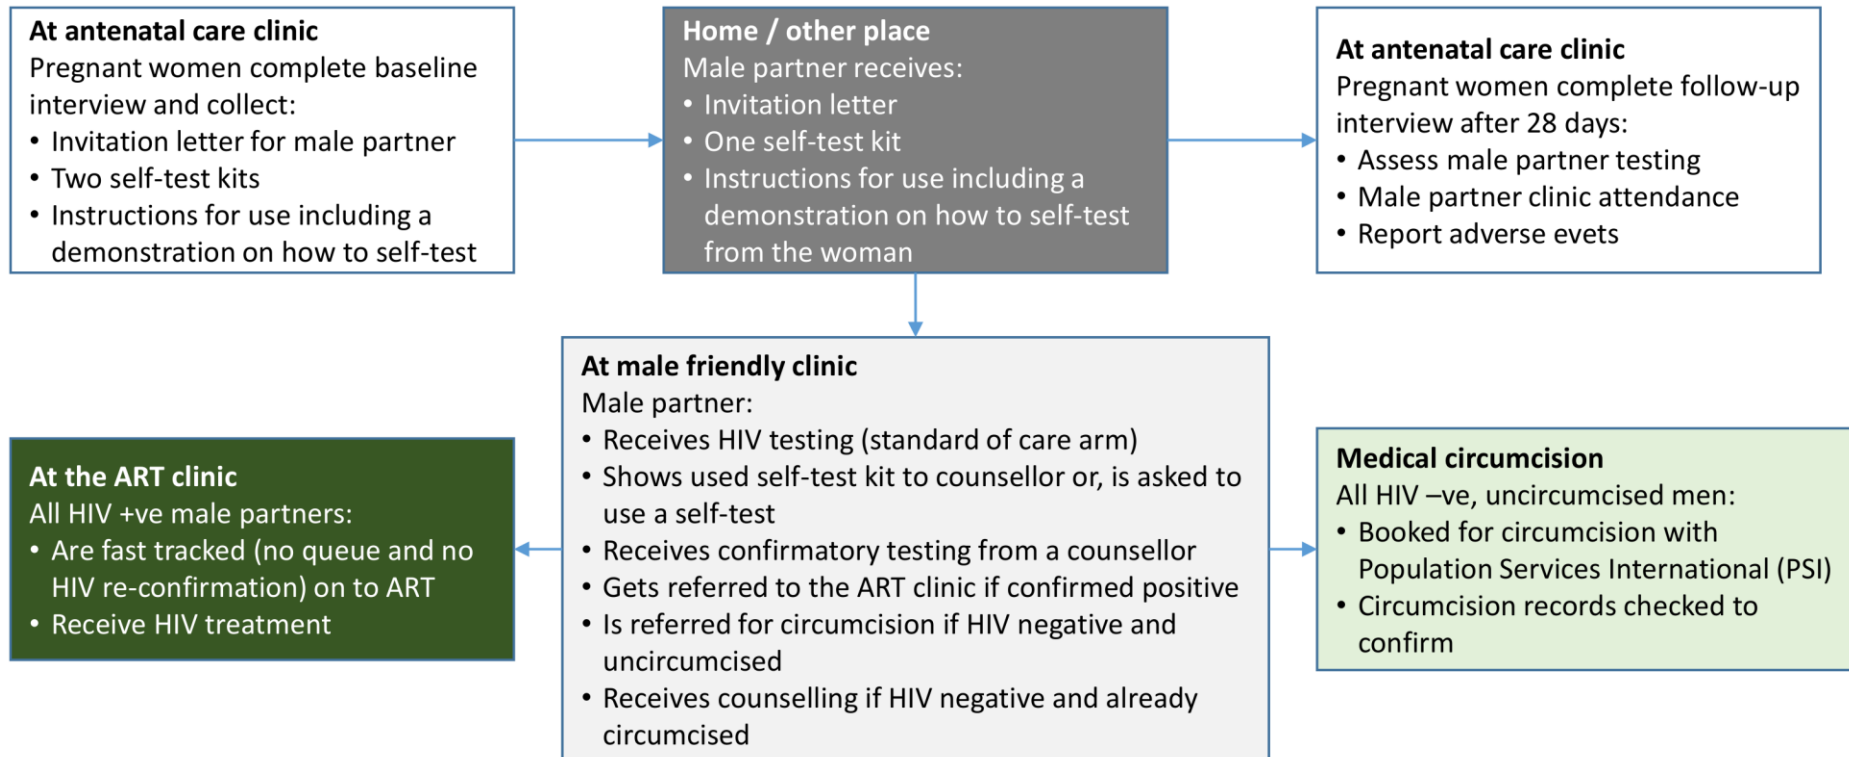 At antenatal care clinic
Pregnant women complete baseline
interview and collect:
• Invitation letter for male partner
• Two self-test kits
• Instructions for use including a
demonstration on how to self-test
Home / other place
Male partner receives:
• Invitation letter
• One self-test kit
• Instructions for use including a
demonstration on how to self-test
from the woman
At antenatal care clinic
Pregnant women complete follow-up
interview after 28 days:
• Assess male partner testing
• Male partner clinic attendance
• Report adverse evets
At male friendly clinic
Male partner:
• Receives HIV testing (standard of care arm)
• Shows used self-test kit to counsellor or, is asked to
use a self-test
• Receives confirmatory testing from a counsellor
• Gets referred to the ART clinic if confirmed positive
• Is referred for circumcision if HIV negative and
uncircumcised
• Receives counselling if HIV negative and already
circumcised
At the ART clinic
All HIV +ve male partners:
• Are fast tracked (no queue and no
HIV re-confirmation) on to ART
• Receive HIV treatment
Medical circumcision
All HIV –ve, uncircumcised men:
• Booked for circumcision with
Population Services International (PSI)
• Circumcision records checked to
confirm